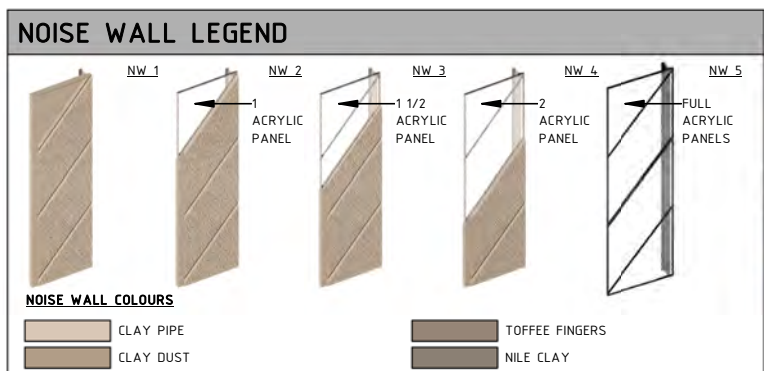 NOISE WALL LEGEND
NW 1
NW 2
NW 3
NW 4
NW 5
1
ACRYLIC
PANEL
1 1/2
ACRYLIC
PANEL
2
ACRYLIC
PANEL
FULL
ACRYLIC
PANELS
NOISE WALL COLOURS
CLAY PIPE
TOFFEE FINGERS
CLAY DUST
NILE CLAY